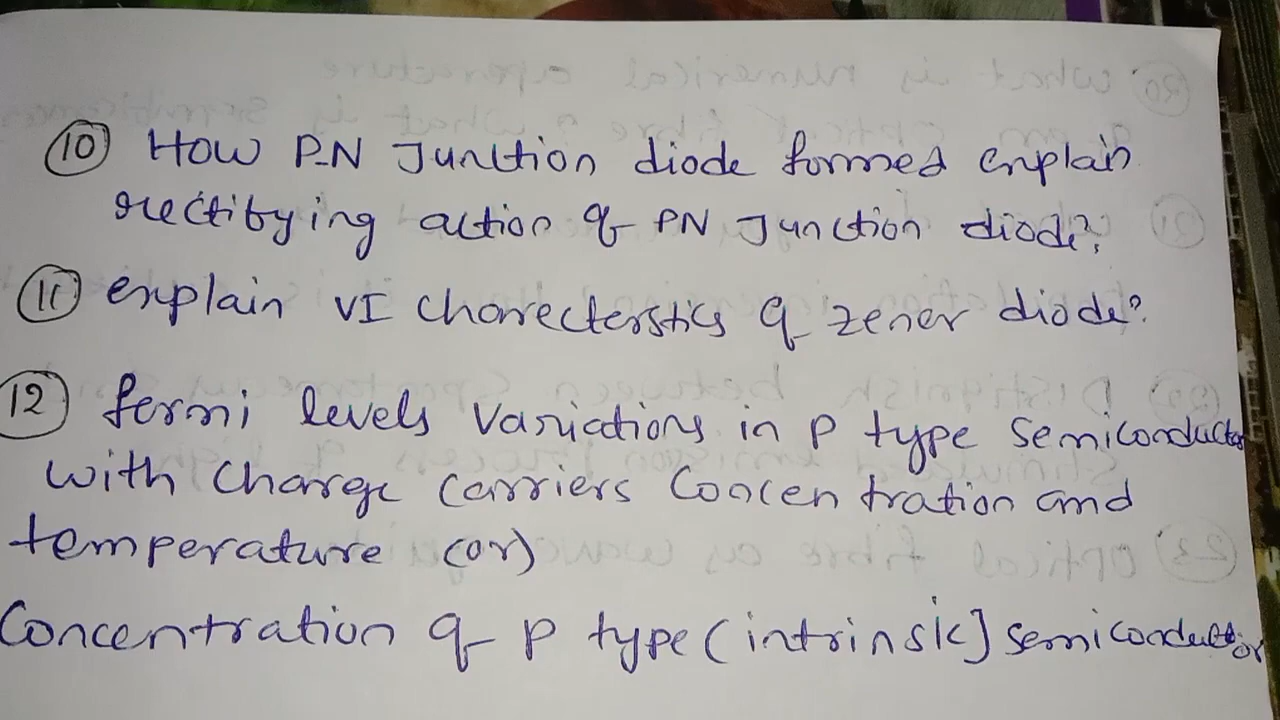 10 How P-N Junction diode formed explain
rectifying action of PN Junction diode?
11 explain VI charecterstics of zener diode?
12 fermi levels variations in p type semiconductor
with charge carriers concentration and
temperature (or)
Concentration of p type (intrinsic] semiconductor